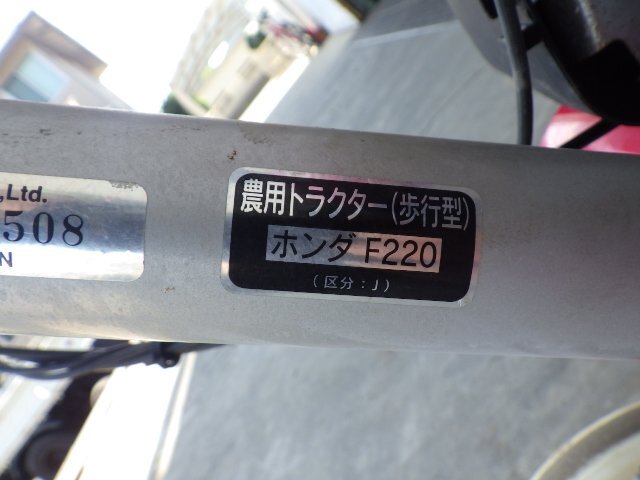 ,Ltd.
508
N
農用トラクター(歩行型)
ホンダ F220
(区分:J)